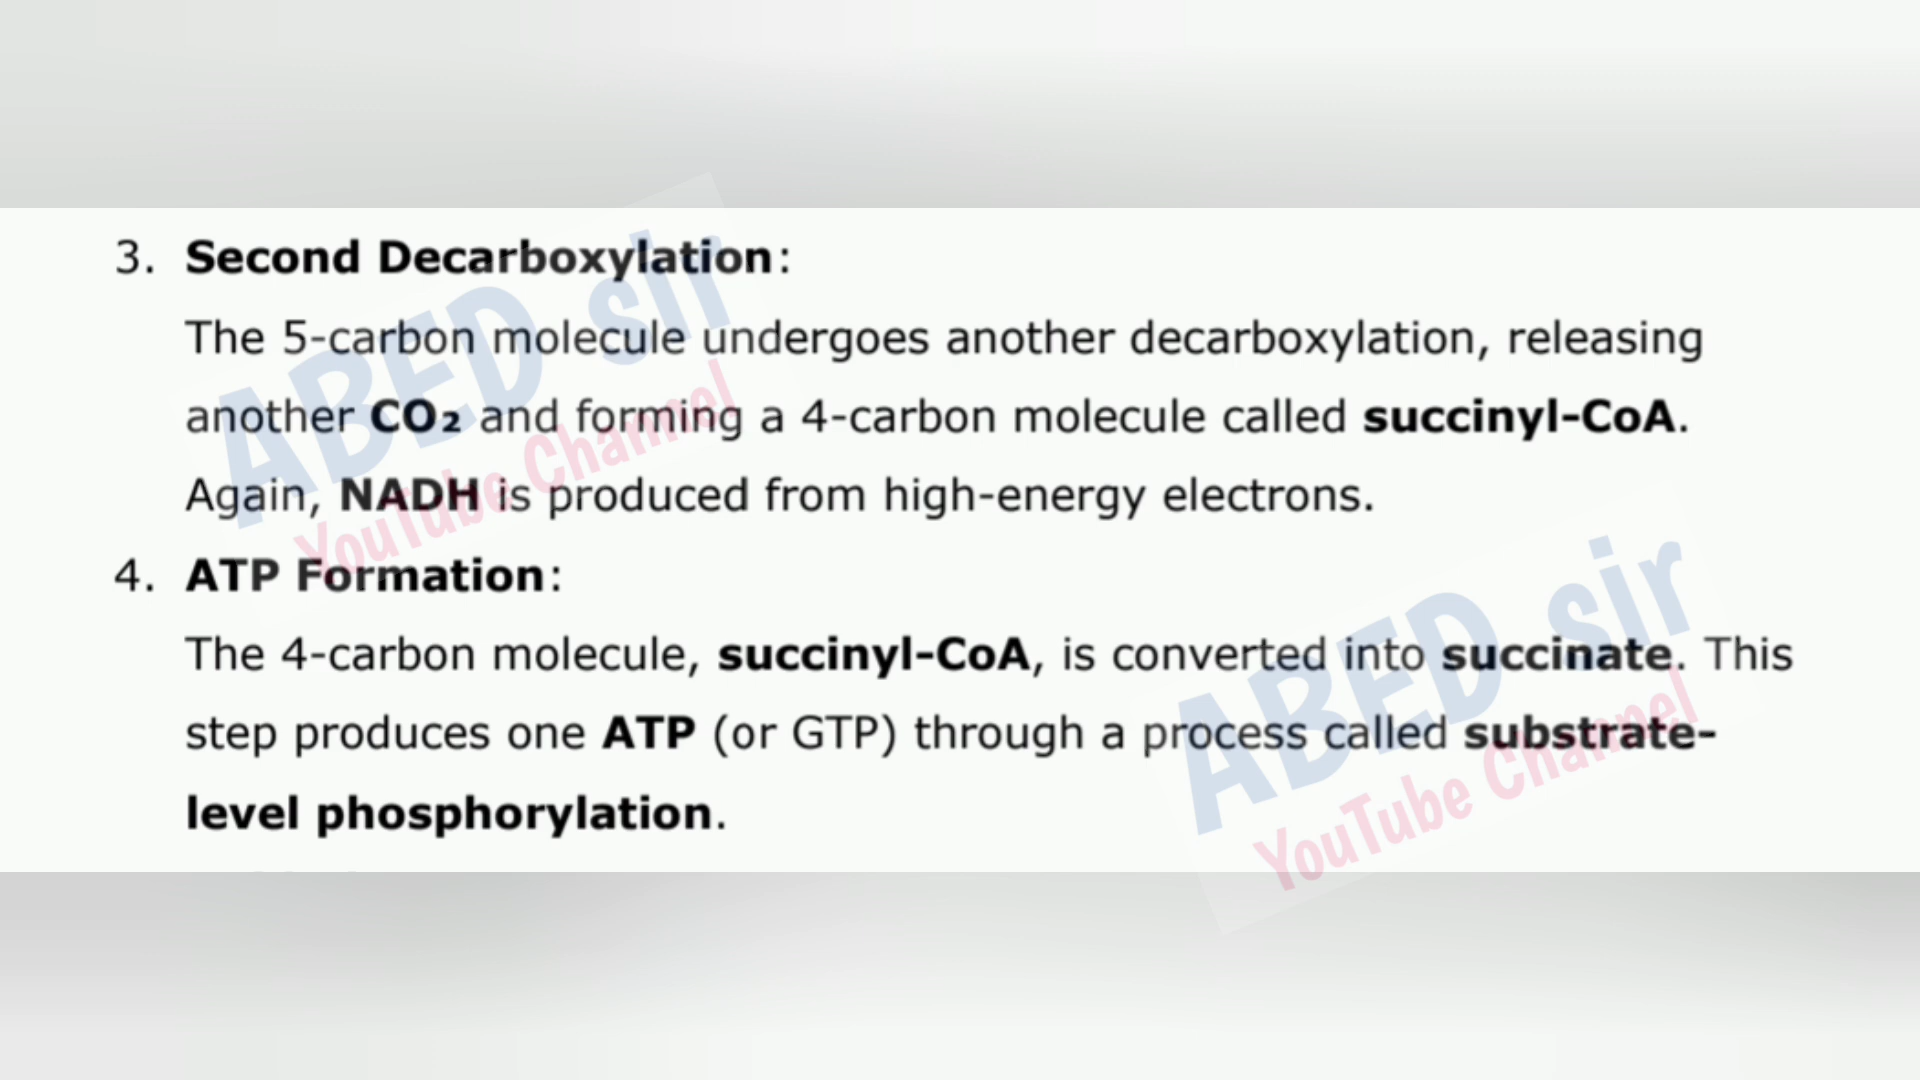 3. Second Decarboxylation:
The 5-carbon molecule undergoes another decarboxylation, releasing
another CO₂ and forming a 4-carbon molecule called succinyl-CoA.
Again, NADH is produced from high-energy electrons.
4. ATP Formation:
The 4-carbon molecule, succinyl-CoA, is converted into succinate. This
step produces one ATP (or GTP) through a process called substrate-
level phosphorylation.
ABED sir
YouTube Channel
ABED sir
YouTube Channel